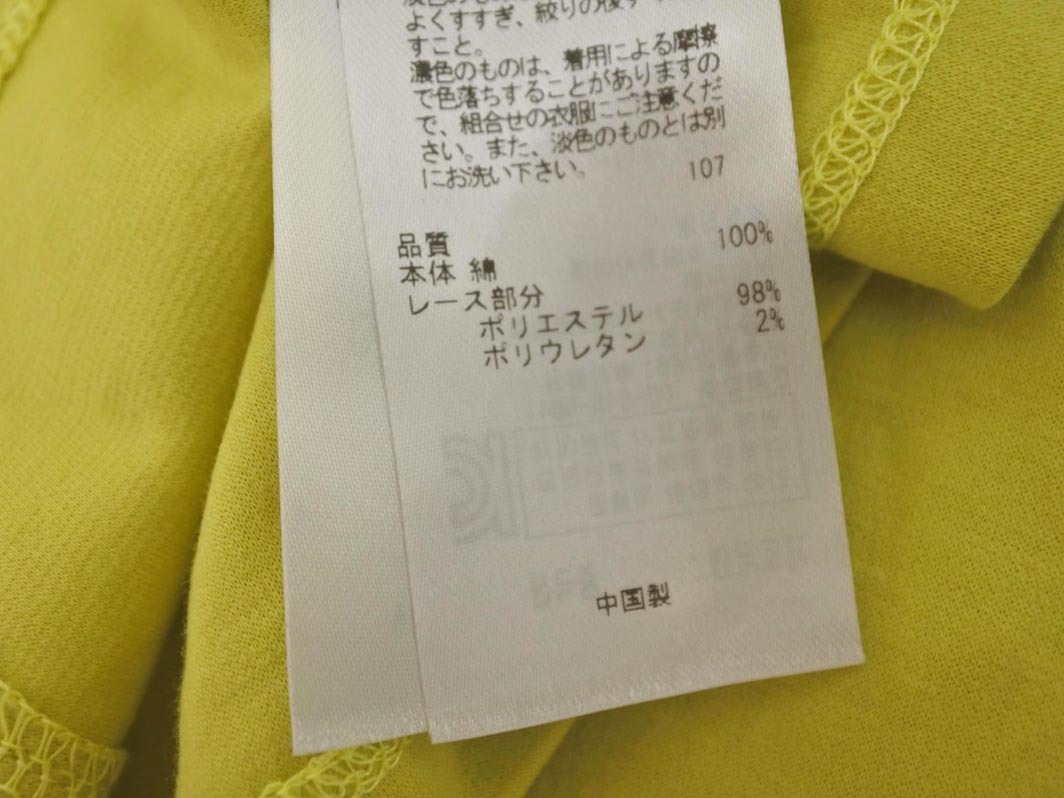 よくすすぎ、絞りの後す
すこと。
濃色のものは、着用による摩擦
で色落ちすることがありますの
で、組合せの衣服にご注意くだ
さい。また、淡色のものとは別
にお洗い下さい。 107
品質
本体 綿 100%
レース部分
ポリエステル 98%
ポリウレタン 2%
中国製